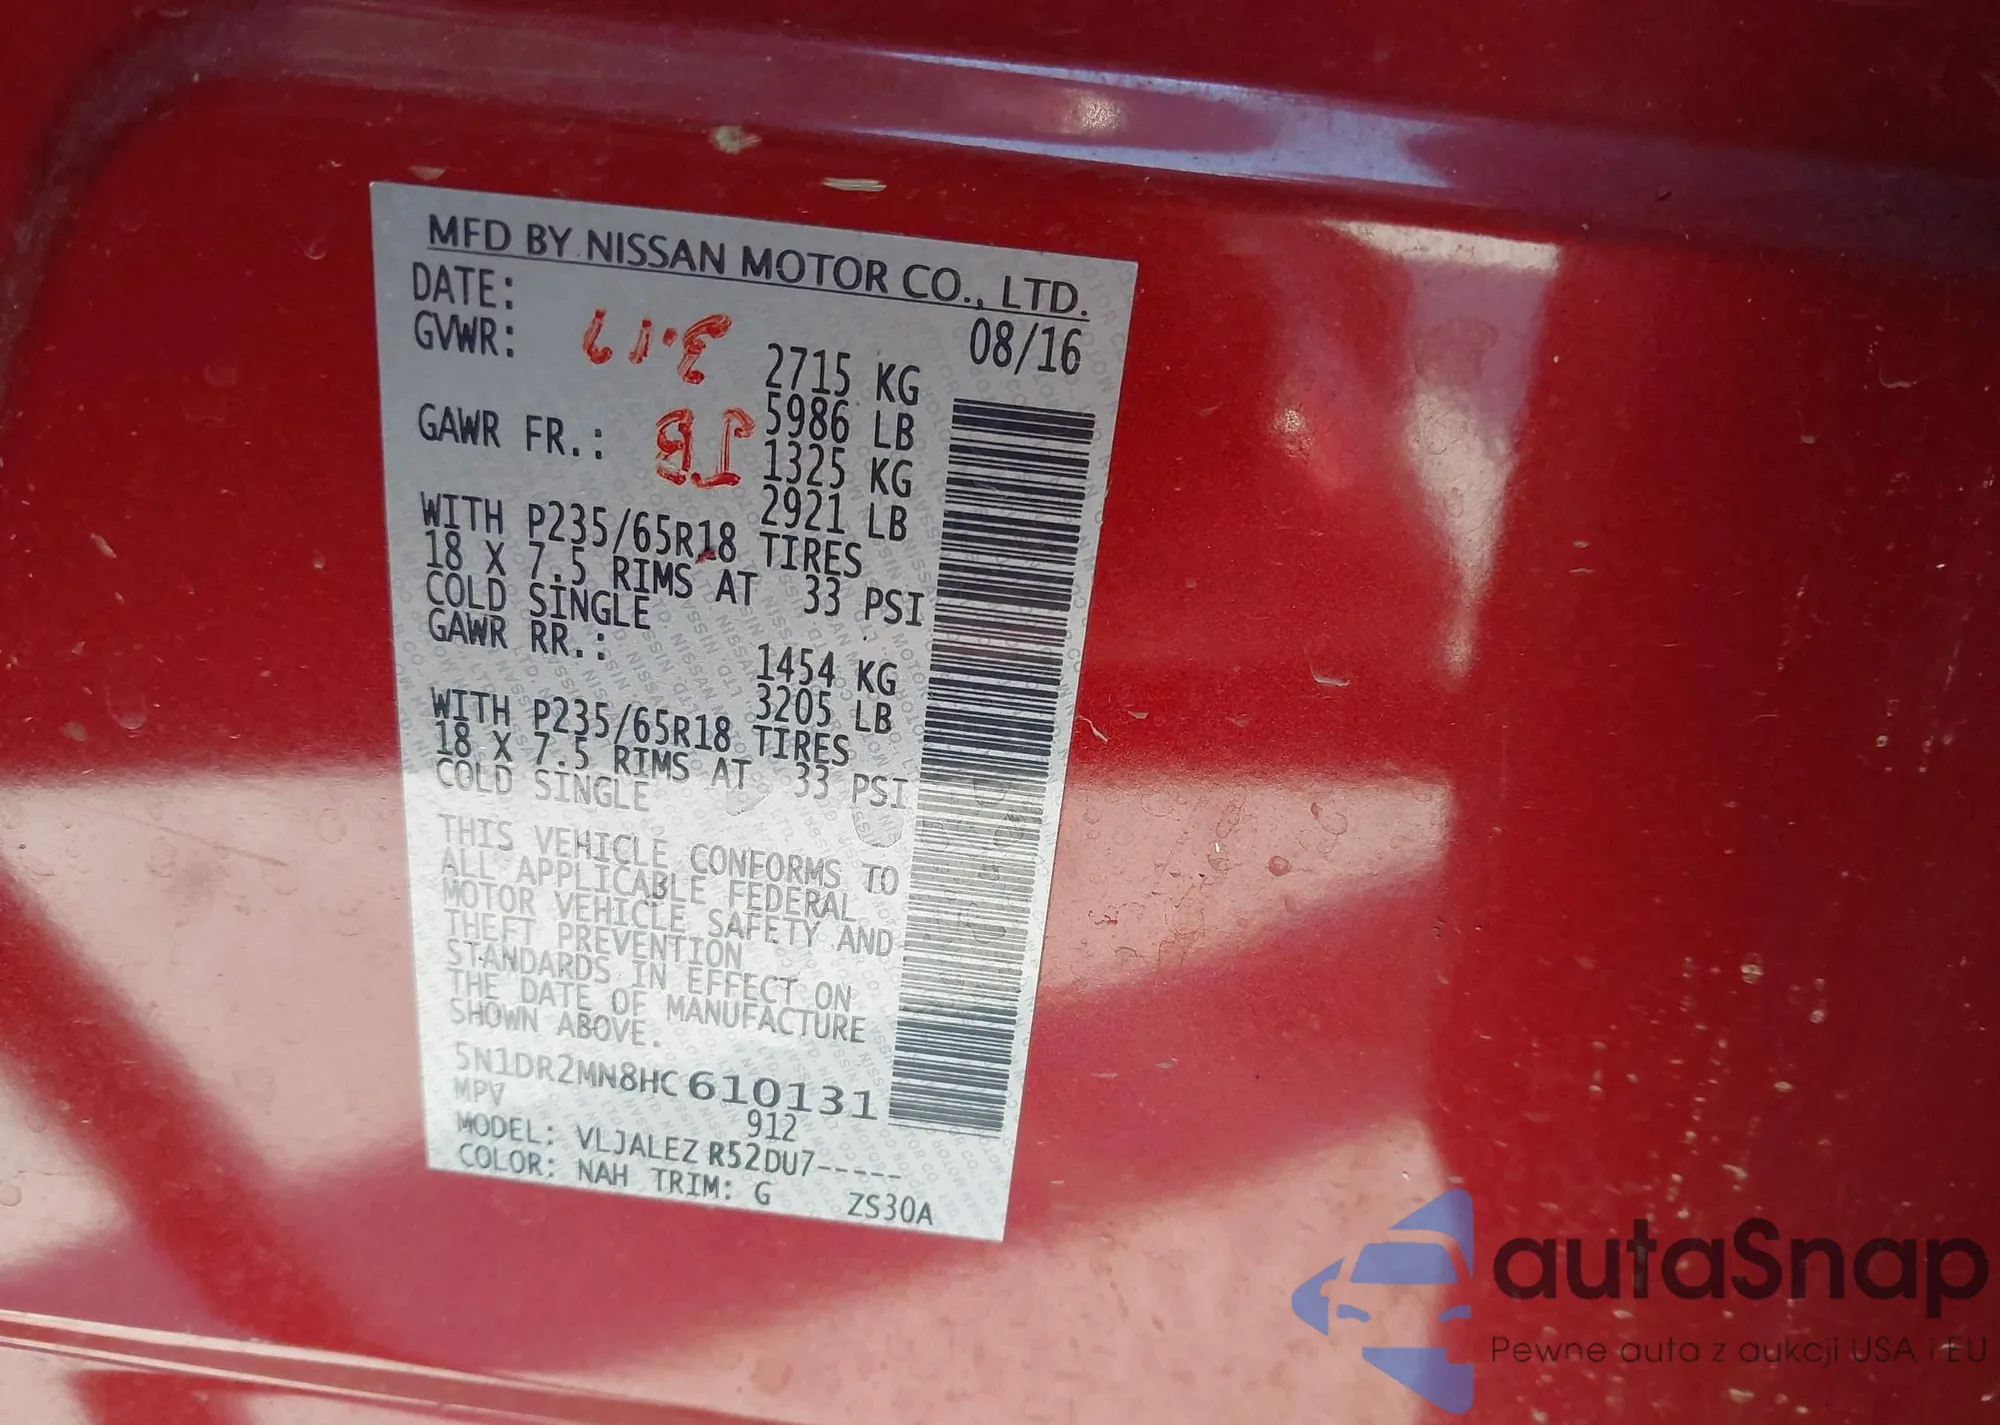 MFD BY NISSAN MOTOR CO., LTD.
DATE: 08/16
GVWR: 2715 KG
5986 LB
GAWR FR.: 1325 KG
2921 LB
WITH P235/65R18 TIRES
18 X 7.5 RIMS AT 33 PSI
COLD SINGLE
GAWR RR.: 1454 KG
3205 LB
WITH P235/65R18 TIRES
18 X 7.5 RIMS AT 33 PSI
COLD SINGLE
THIS VEHICLE CONFORMS TO
ALL APPLICABLE FEDERAL
MOTOR VEHICLE SAFETY AND
THEFT PREVENTION
STANDARDS IN EFFECT ON
THE DATE OF MANUFACTURE
SHOWN ABOVE.
5N1DR2MN8HC610131
MPV 912
MODEL: VLJALEZ R52DU7-----
COLOR: NAH TRIM: G ZS30A
autaSnap
Pewne auta z aukcji USA i EU